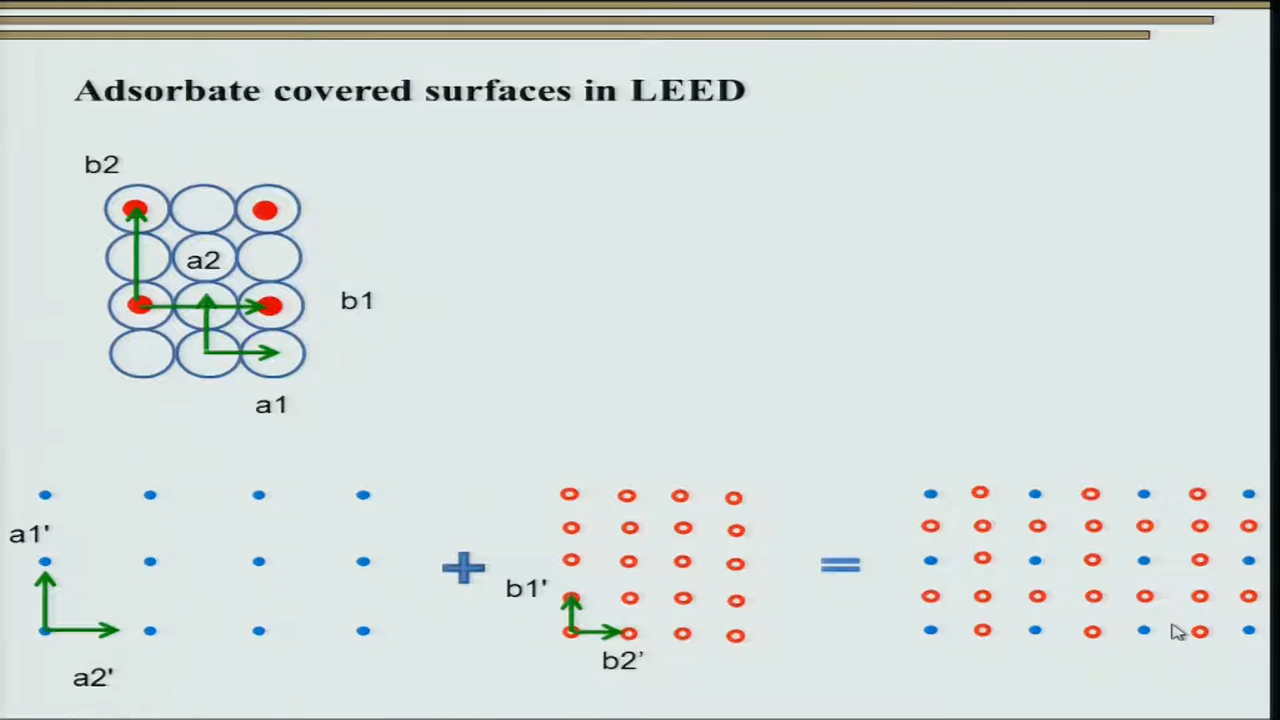 Adsorbate covered surfaces in LEED
b2
a2
b1
a1
a1'
b1'
b2’
a2'